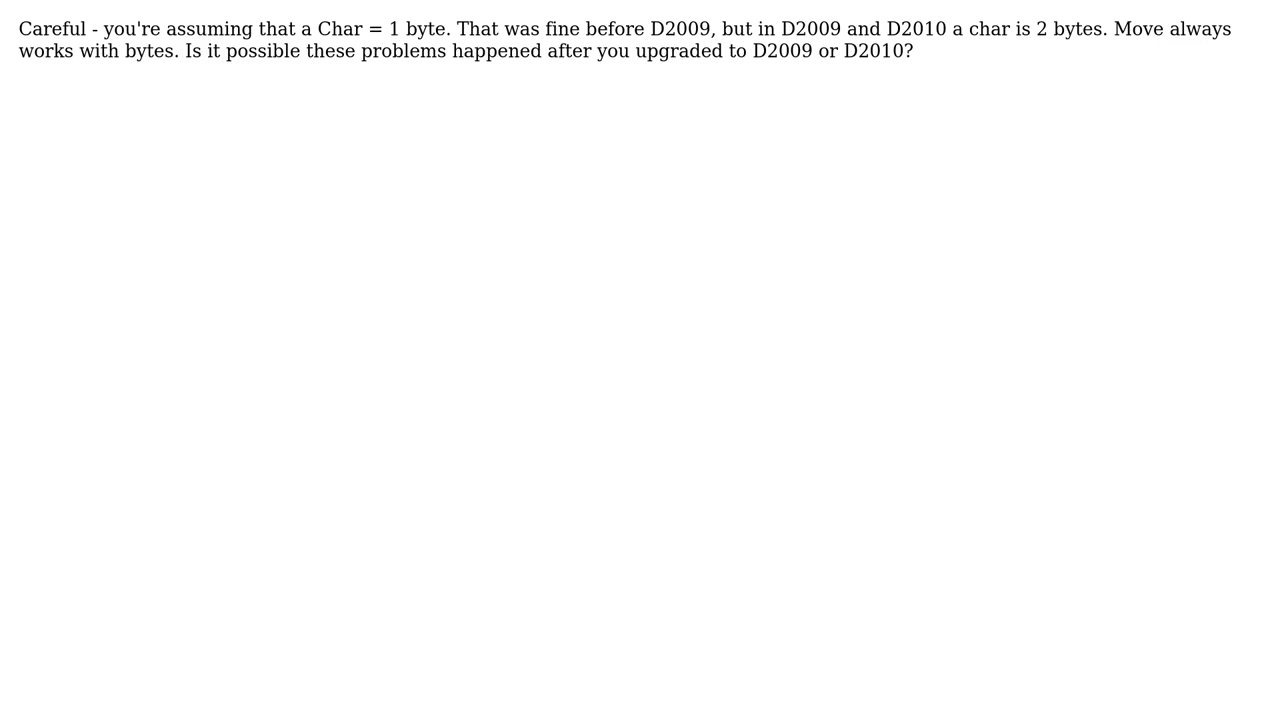 Careful - you're assuming that a Char = 1 byte. That was fine before D2009, but in D2009 and D2010 a char is 2 bytes. Move always
works with bytes. Is it possible these problems happened after you upgraded to D2009 or D2010?